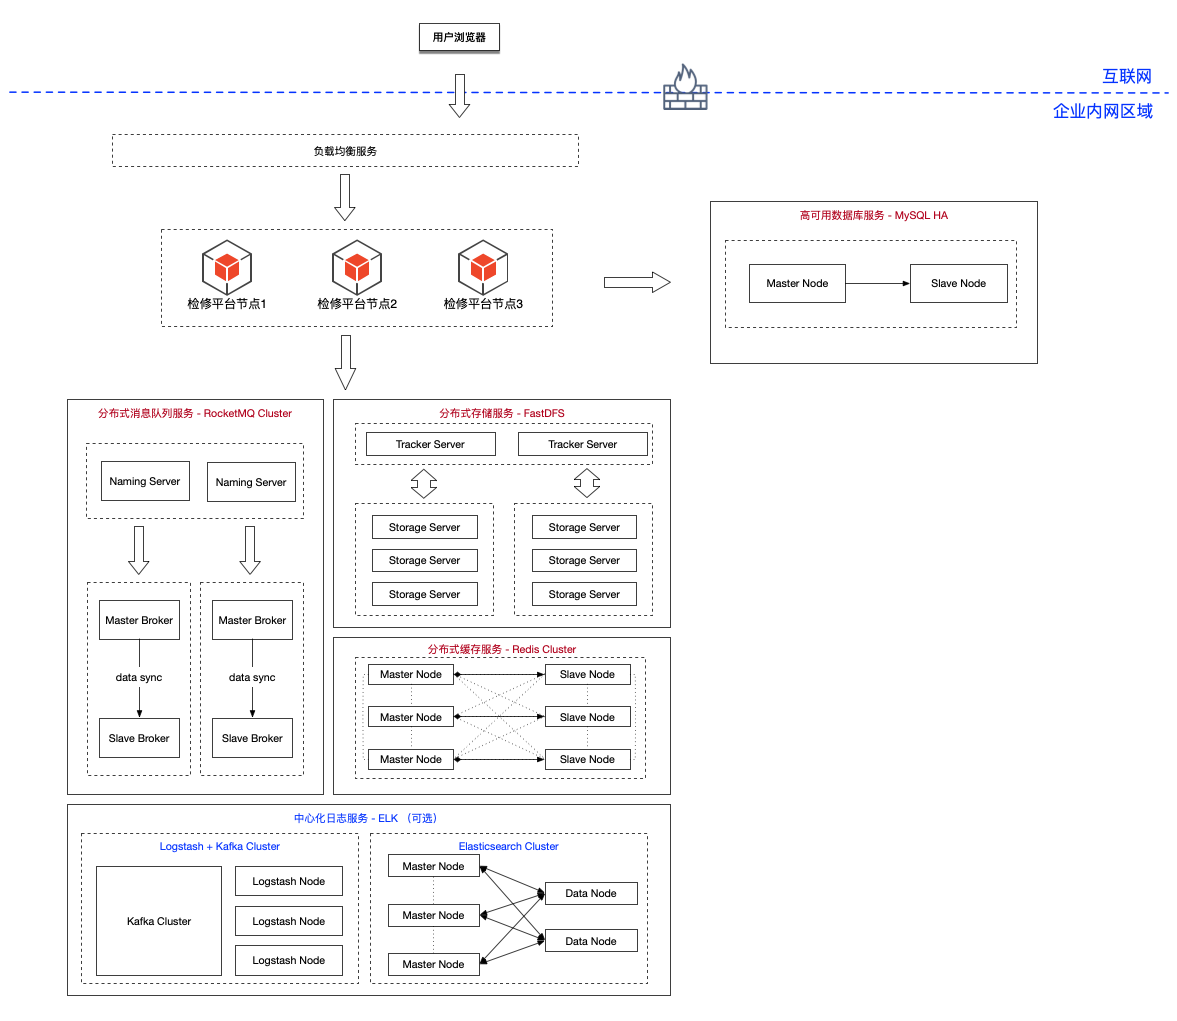 用户浏览器
互联网
企业内网区域
负载均衡服务
检修平台节点1
检修平台节点2
检修平台节点3
高可用数据库服务 - MySQL HA
Master Node
Slave Node
分布式消息队列服务 - RocketMQ Cluster
Naming Server
Naming Server
Master Broker
Master Broker
data sync
data sync
Slave Broker
Slave Broker
分布式存储服务 - FastDFS
Tracker Server
Tracker Server
Storage Server
Storage Server
Storage Server
Storage Server
Storage Server
Storage Server
分布式缓存服务 - Redis Cluster
Master Node
Slave Node
Master Node
Slave Node
Master Node
Slave Node
中心化日志服务 - ELK （可选）
Logstash + Kafka Cluster
Kafka Cluster
Logstash Node
Logstash Node
Logstash Node
Elasticsearch Cluster
Master Node
Master Node
Master Node
Data Node
Data Node